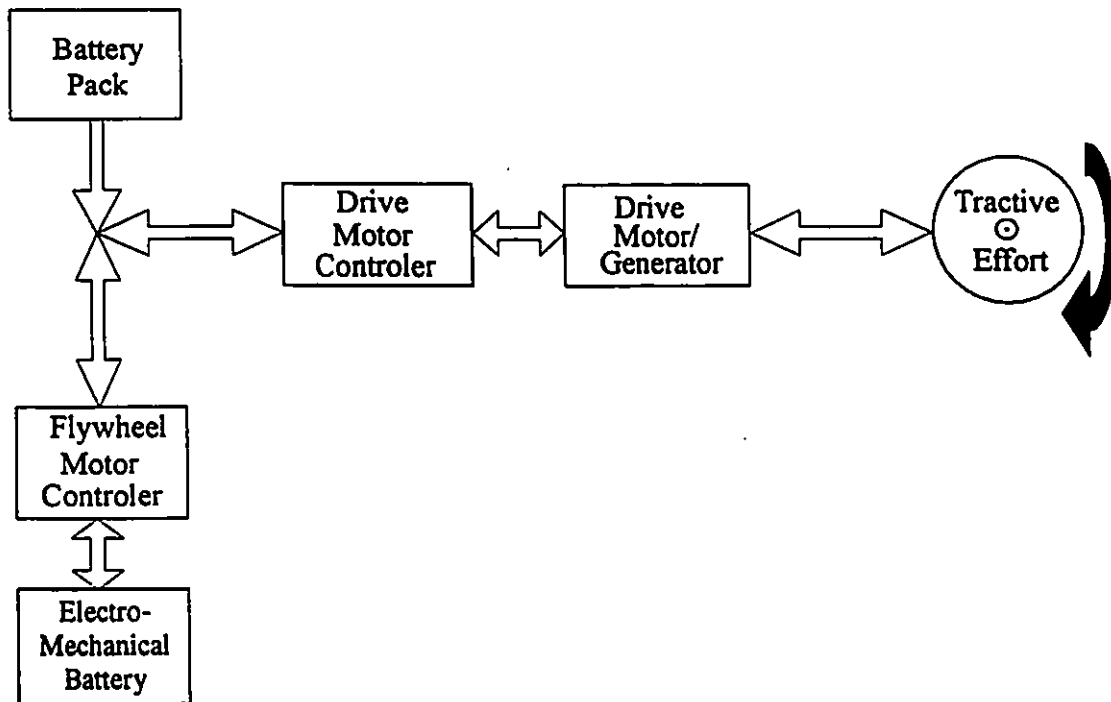 Battery
Pack
Drive
Motor
Controler
Drive
Motor/
Generator
Tractive
Effort
Flywheel
Motor
Controler
Electro-
Mechanical
Battery